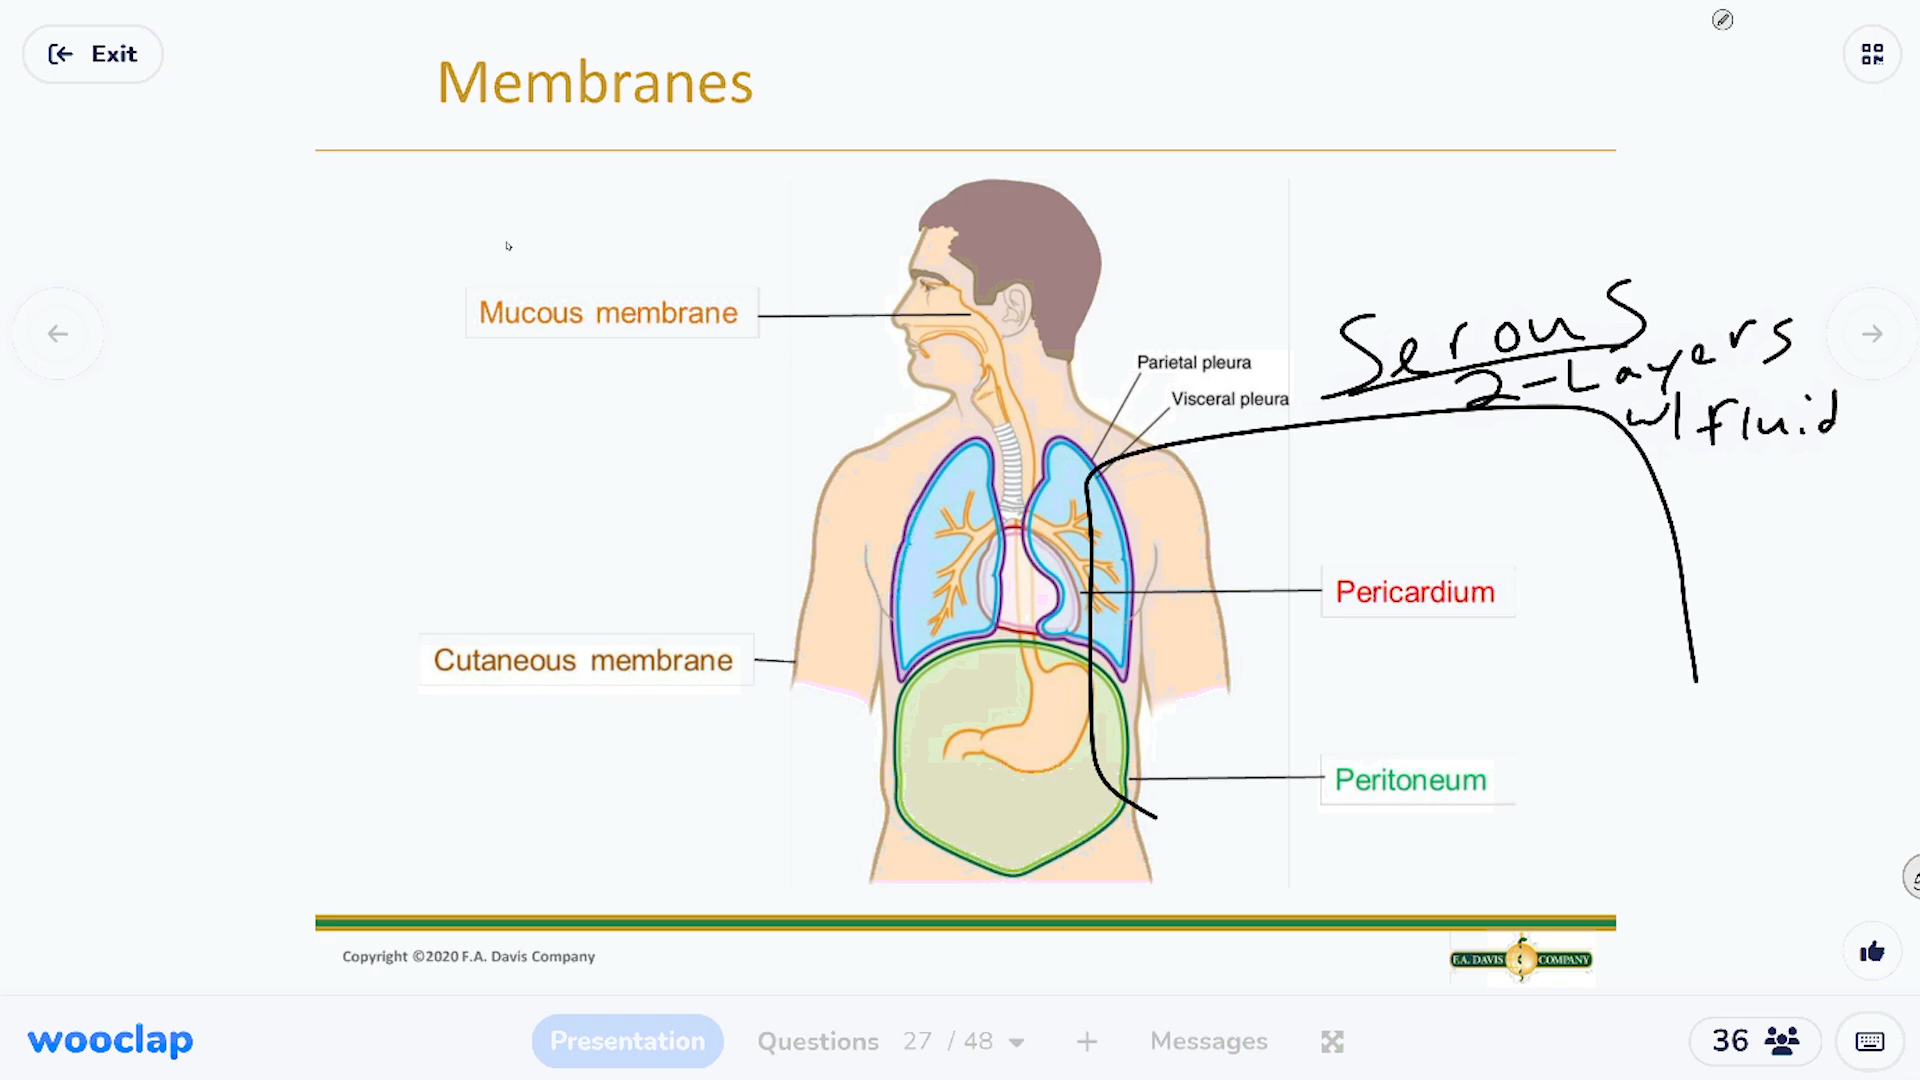 Exit
Membranes
Mucous membrane
Parietal pleura
Visceral pleura
Serous
2-Layers
w/ fluid
Pericardium
Cutaneous membrane
Peritoneum
Copyright ©2020 F.A. Davis Company
F.A. DAVIS COMPANY
wooclap
Presentation
Questions 27 / 48
Messages
36